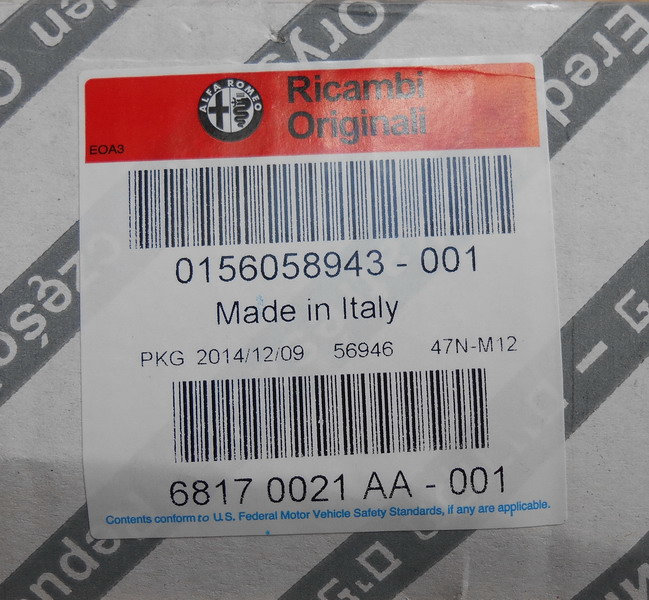 ALFA ROMEO
Ricambi
Originali
EOA3
0156058943 - 001
Made in Italy
PKG 2014/12/09 56946 47N-M12
6817 0021 AA - 001
Contents conform to U.S. Federal Motor Vehicle Safety Standards, if any are applicable.